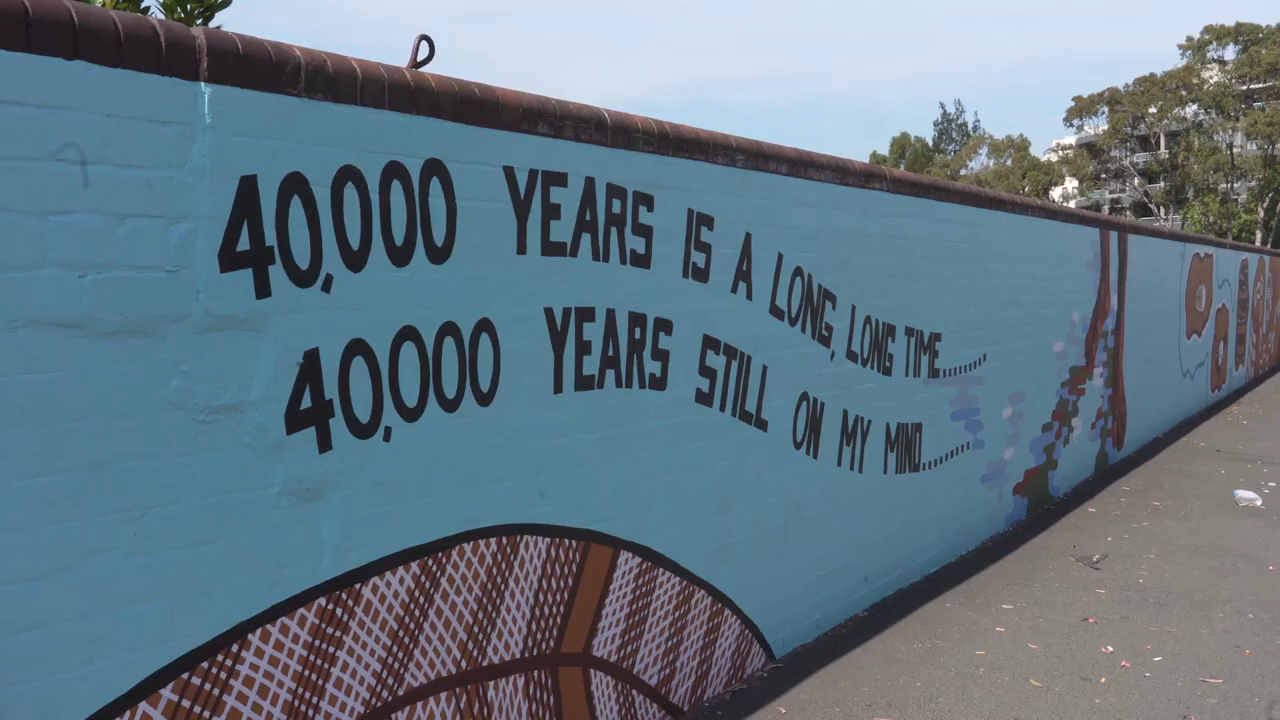 40,000 YEARS IS A LONG, LONG TIME......
40,000 YEARS STILL ON MY MIND......